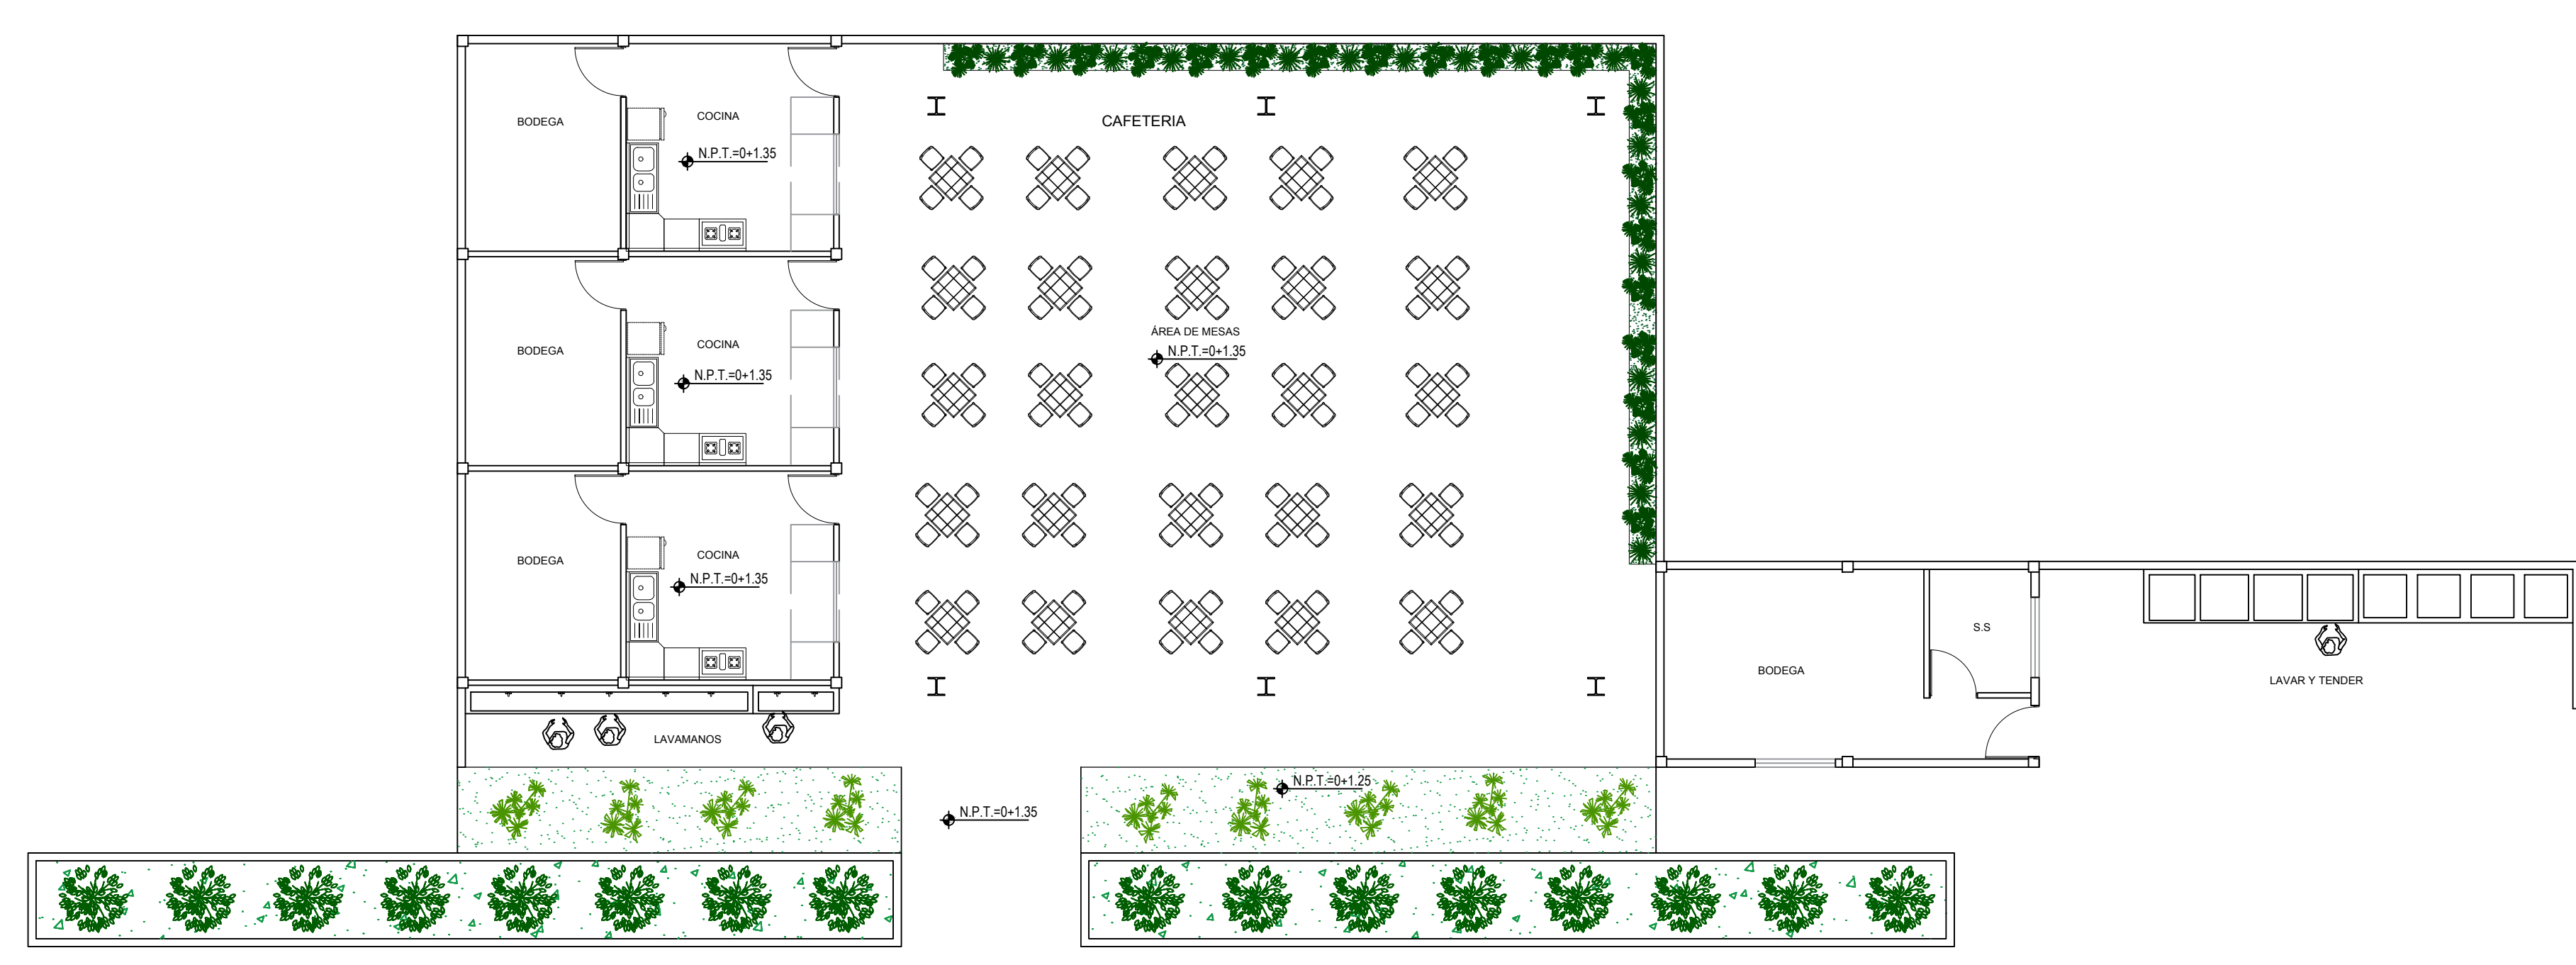 BODEGA
COCINA
N.P.T.=0+1.35
CAFETERIA
BODEGA
COCINA
N.P.T.=0+1.35
ÁREA DE MESAS
N.P.T.=0+1.35
BODEGA
COCINA
N.P.T.=0+1.35
LAVAMANOS
BODEGA
S.S
LAVAR Y TENDER
N.P.T.=0+1.35
N.P.T.=0+1.25